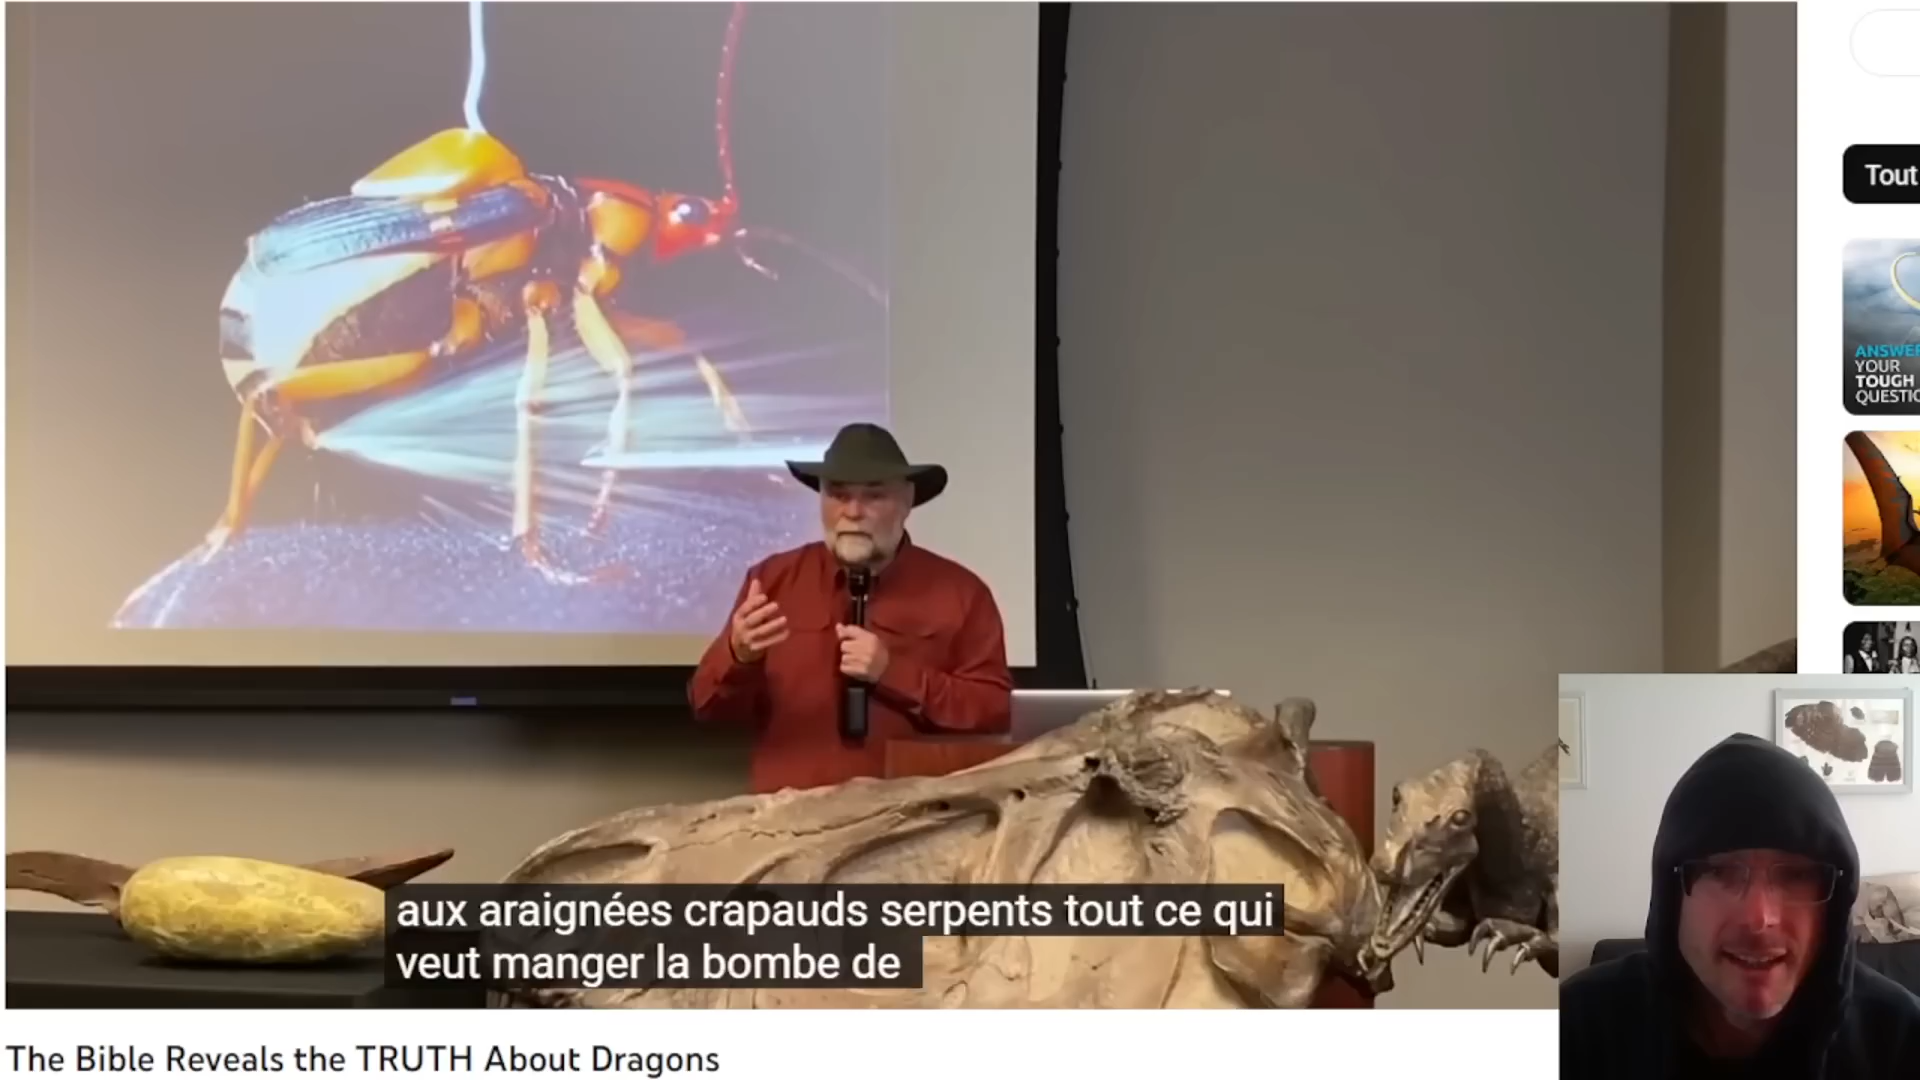 Tout
ANSWER
YOUR
TOUGH
aux araignées crapauds serpents tout ce qui
veut manger la bombe de
The Bible Reveals the TRUTH About Dragons